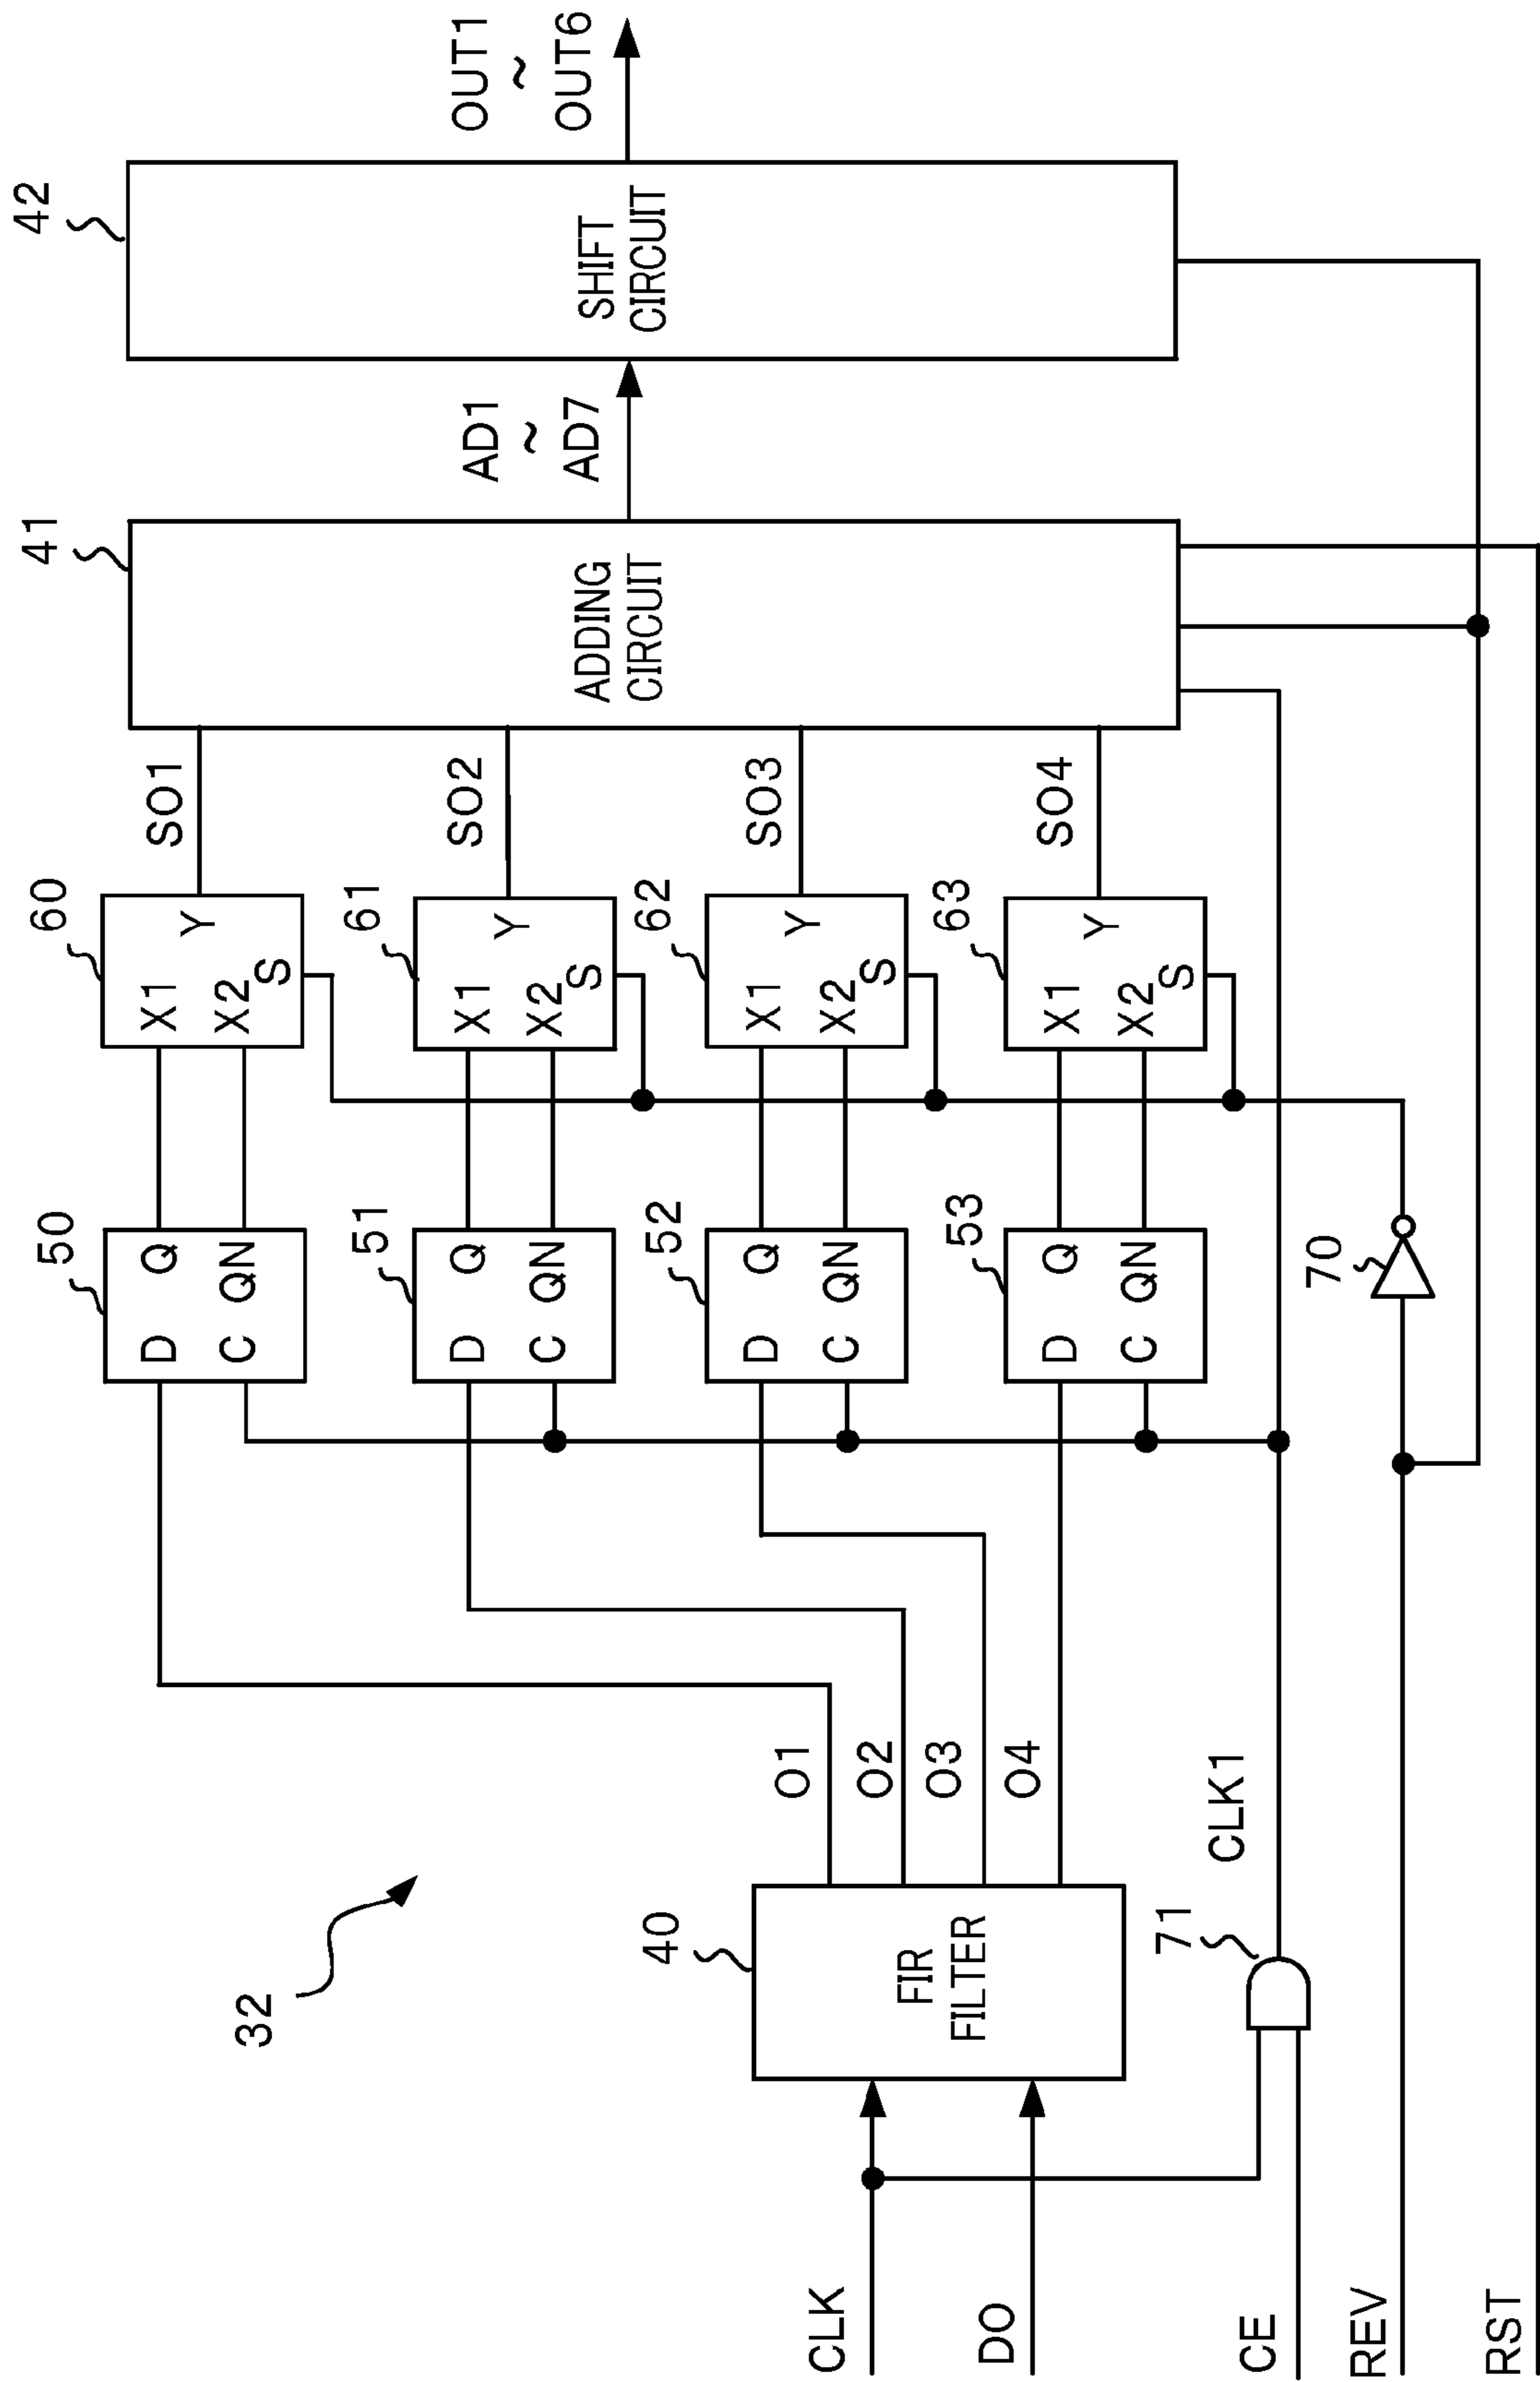 32
CLK
DO
CE
REV
RST
40
FIR
FILTER
71
CLK1
O1
O2
O3
O4
50
D
Q
C
QN
51
D
Q
C
QN
52
D
Q
C
QN
53
D
Q
C
QN
70
60
X1
Y
X2
S
61
X1
Y
X2
S
62
X1
Y
X2
S
63
X1
Y
X2
S
SO1
SO2
SO3
SO4
41
ADDING
CIRCUIT
AD1
~
AD7
42
SHIFT
CIRCUIT
OUT1
~
OUT6